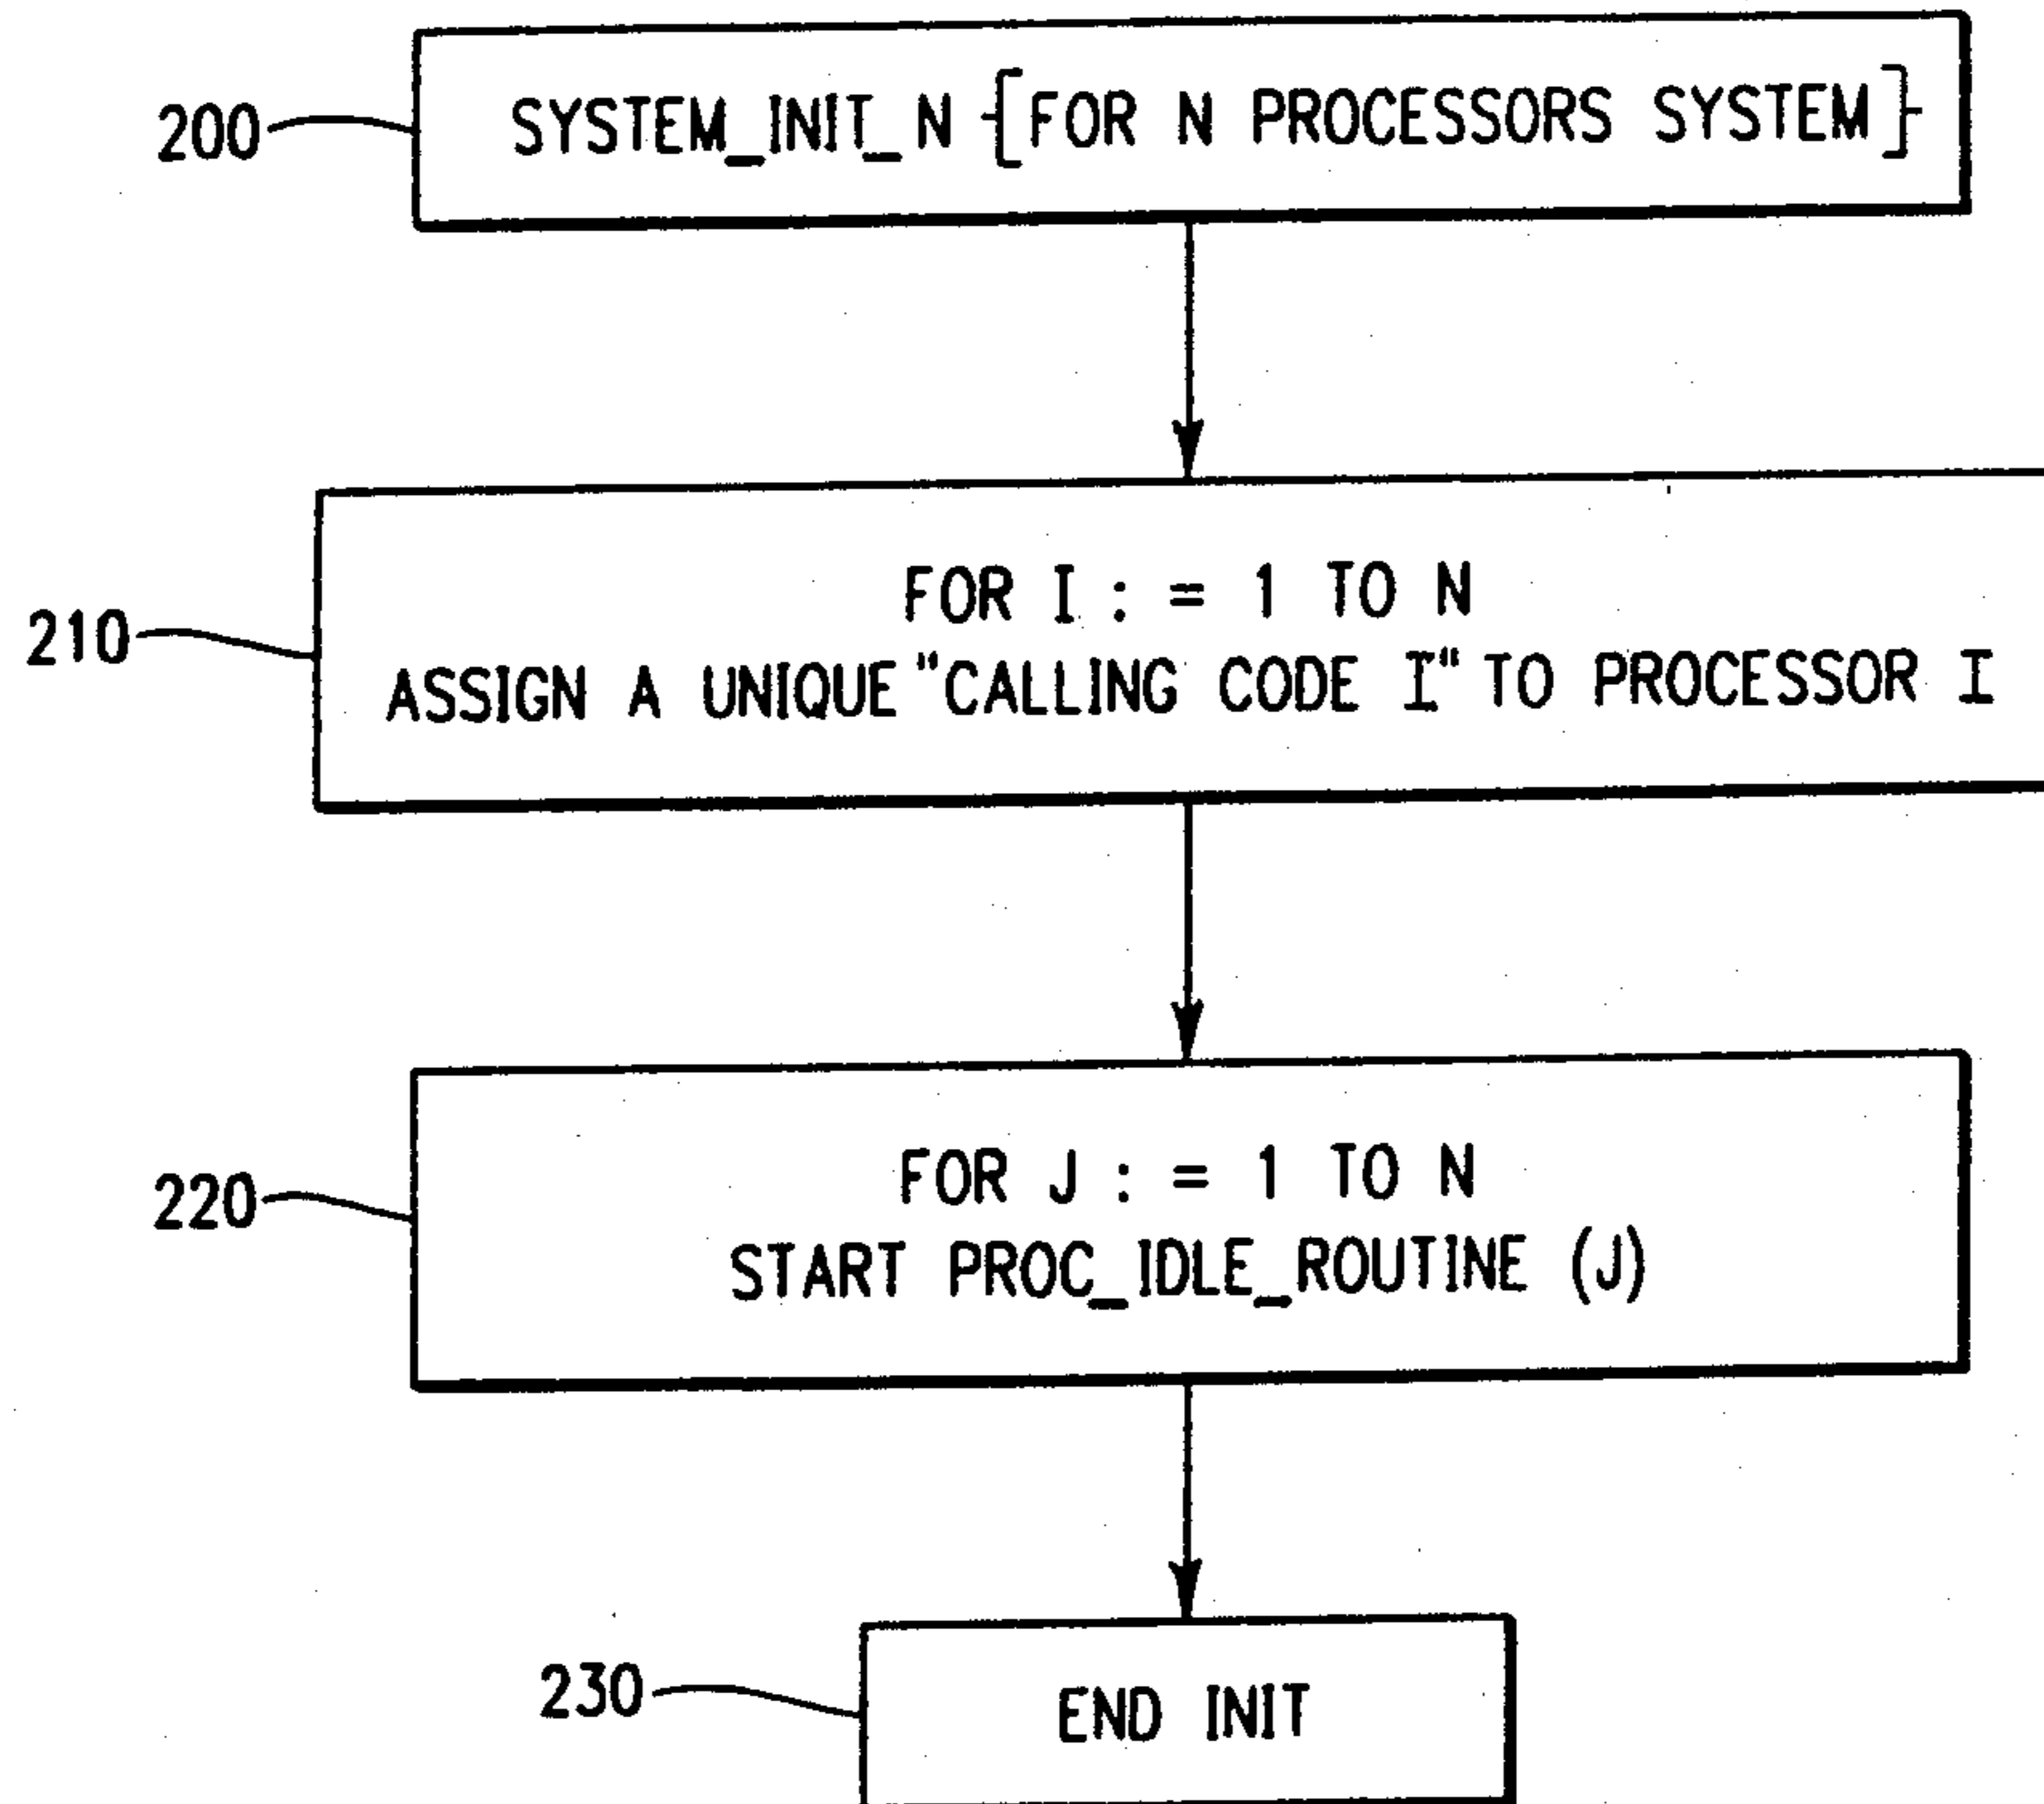 200 SYSTEM_INIT_N {FOR N PROCESSORS SYSTEM}
FOR I : = 1 TO N
210 ASSIGN A UNIQUE "CALLING CODE I" TO PROCESSOR I
FOR J : = 1 TO N
220 START PROC_IDLE_ROUTINE (J)
230 END INIT